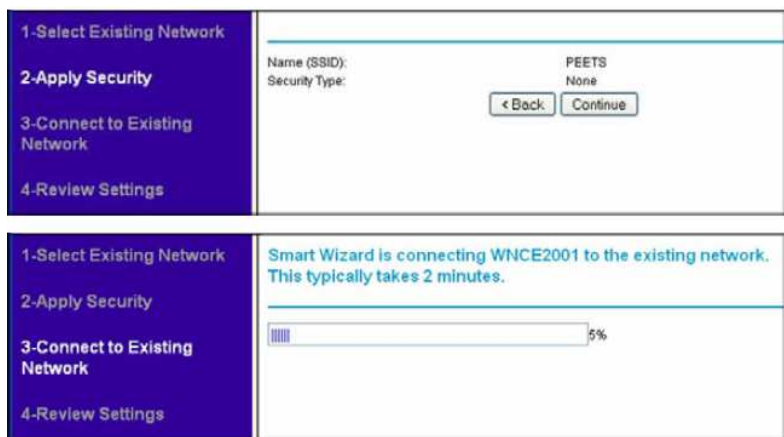 1-Select Existing Network
2-Apply Security
3-Connect to Existing
Network
4-Review Settings
Name (SSID): PEETS
Security Type: None
< Back Continue
1-Select Existing Network
2-Apply Security
3-Connect to Existing
Network
4-Review Settings
Smart Wizard is connecting WNCE2001 to the existing network.
This typically takes 2 minutes.
5%